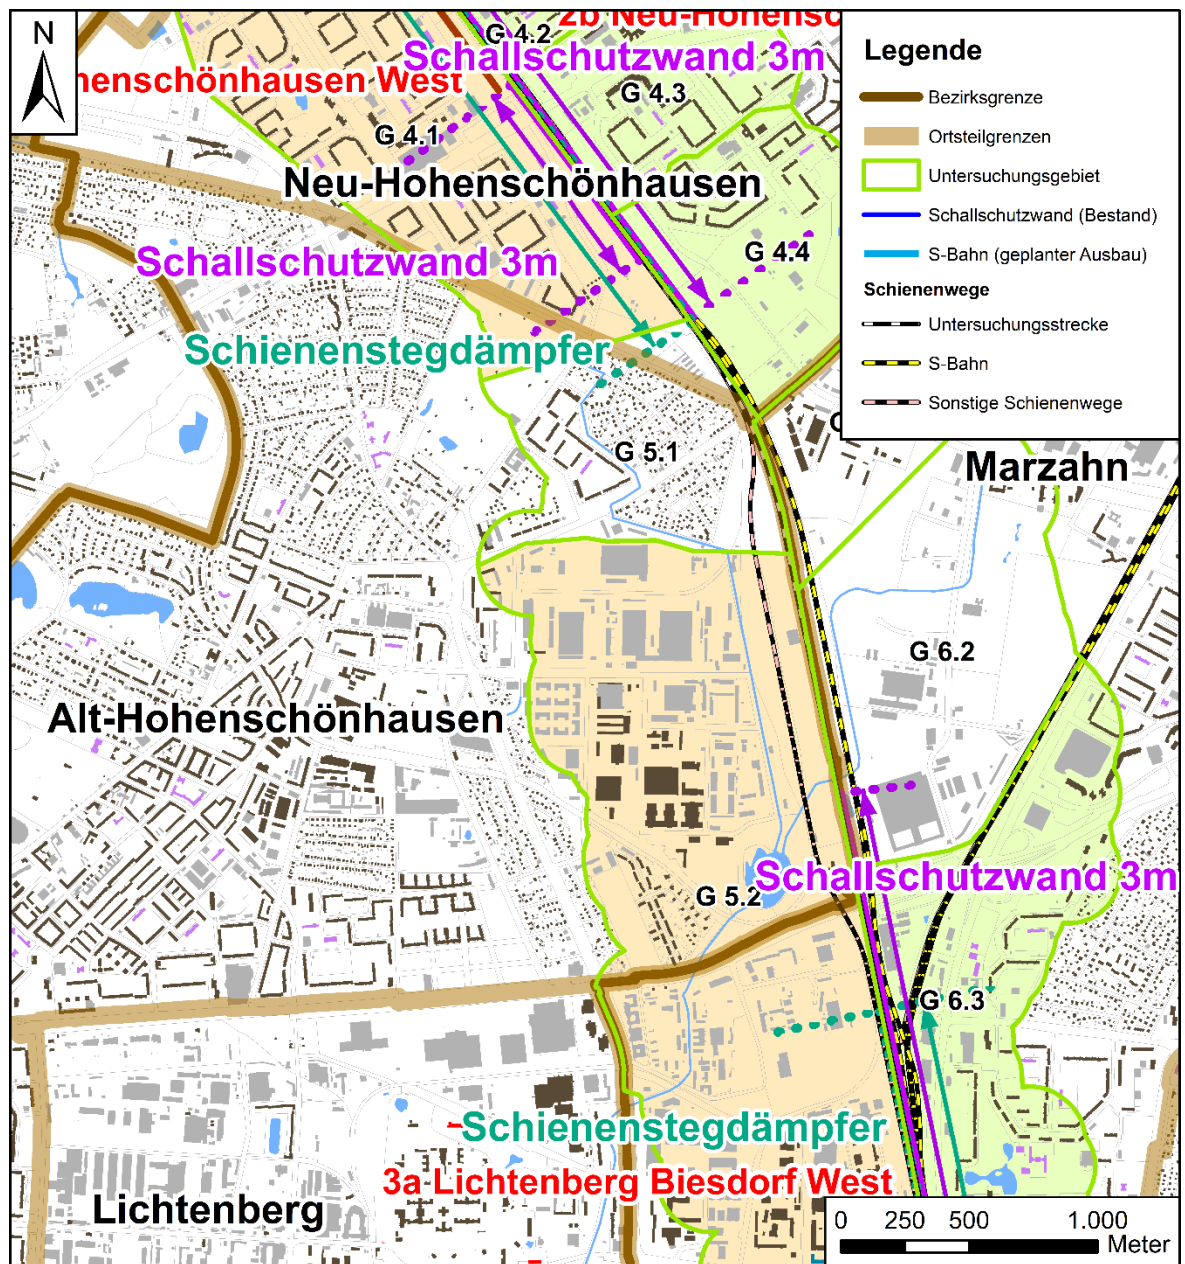 N
G 4.2
2b Neu-Hohensc
Schallschutzwand 3m
henschönhausen West
G 4.3
G 4.1
Neu-Hohenschönhausen
G 4.4
Schallschutzwand 3m
Schienenstegdämpfer
G 5.1
Legende
Bezirksgrenze
Ortsteilgrenzen
Untersuchungsgebiet
Schallschutzwand (Bestand)
S-Bahn (geplanter Ausbau)
Schienenwege
Untersuchungsstrecke
S-Bahn
Sonstige Schienenwege
Marzahn
G 6.2
Alt-Hohenschönhausen
Schallschutzwand 3m
G 5.2
G 6.3
Schienenstegdämpfer
3a Lichtenberg Biesdorf West
Lichtenberg
0 250 500 1.000
Meter